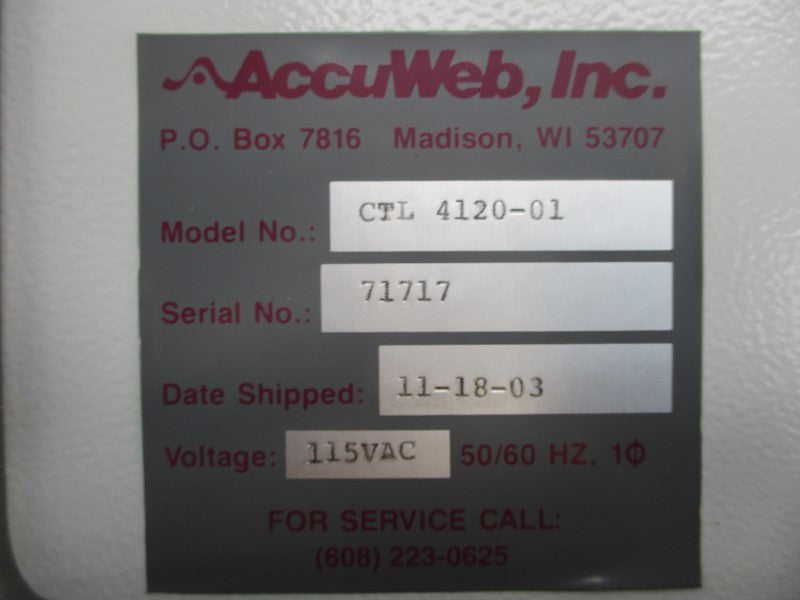 AccuWeb, Inc.
P.O. Box 7816 Madison, WI 53707
Model No.: CTL 4120-01
Serial No.: 71717
Date Shipped: 11-18-03
Voltage: 115VAC 50/60 HZ, 1Φ
FOR SERVICE CALL:
(608) 223-0625